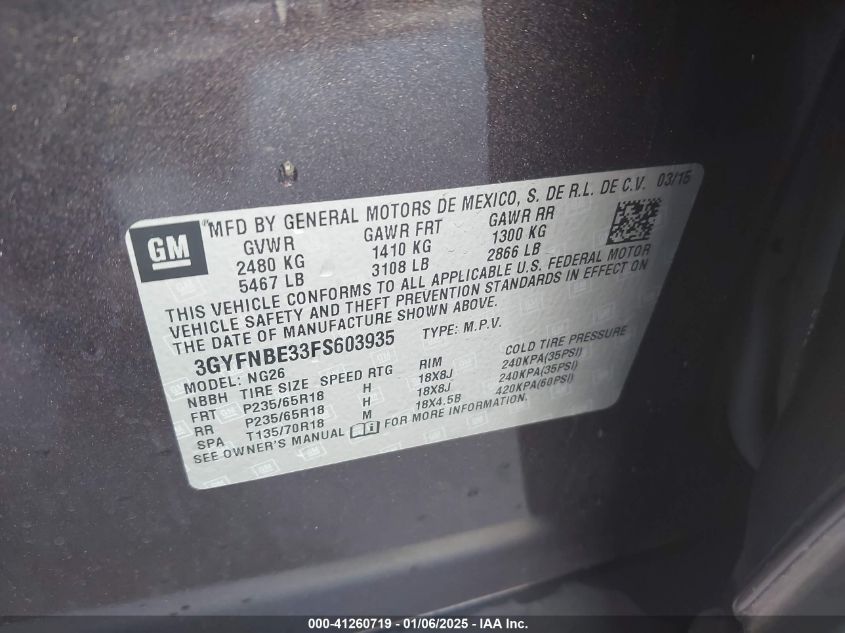 GM
MFD BY GENERAL MOTORS DE MEXICO, S. DE R.L. DE C.V. 03/15
GVWR GAWR FRT GAWR RR
2480 KG 1410 KG 1300 KG
5467 LB 3108 LB 2866 LB
THIS VEHICLE CONFORMS TO ALL APPLICABLE U.S. FEDERAL MOTOR
VEHICLE SAFETY AND THEFT PREVENTION STANDARDS IN EFFECT ON
THE DATE OF MANUFACTURE SHOWN ABOVE.
3GYFNBE33FS603935 TYPE: M.P.V.
MODEL: NG26
NBBH TIRE SIZE SPEED RTG RIM COLD TIRE PRESSURE
FRT P235/65R18 H 18X8J 240KPA(35PSI)
RR P235/65R18 H 18X8J 240KPA(35PSI)
SPA T135/70R18 M 18X4.5B 420KPA(60PSI)
SEE OWNER'S MANUAL FOR MORE INFORMATION.
000-41260719 - 01/06/2025 - IAAI Inc.